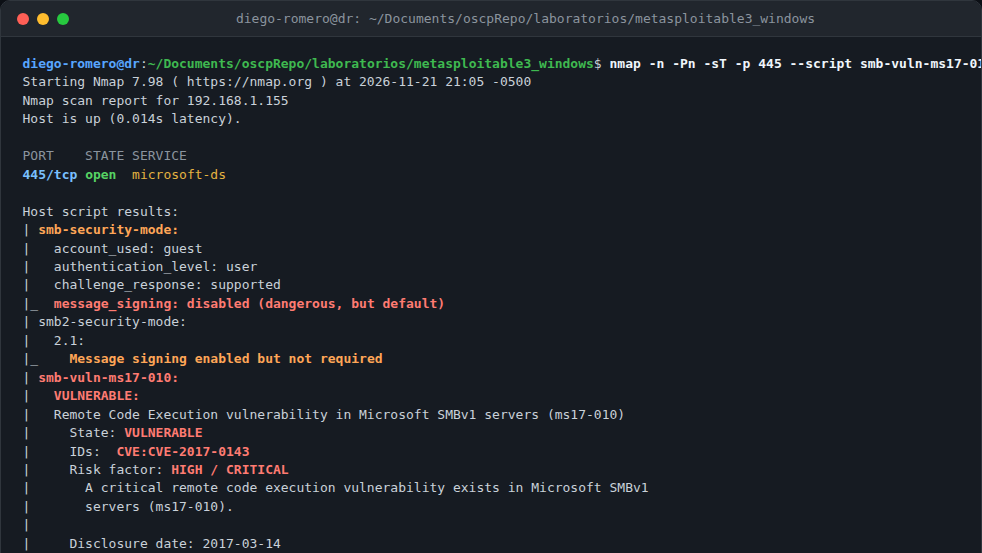 diego-romero@dr: ~/Documents/oscpRepo/laboratorios/metasploitable3_windows
diego-romero@dr:~/Documents/oscpRepo/laboratorios/metasploitable3_windows$ nmap -n -Pn -sT -p 445 --script smb-vuln-ms17-01
Starting Nmap 7.98 ( https://nmap.org ) at 2026-11-21 21:05 -0500
Nmap scan report for 192.168.1.155
Host is up (0.014s latency).
PORT    STATE SERVICE
445/tcp open  microsoft-ds
Host script results:
| smb-security-mode:
|   account_used: guest
|   authentication_level: user
|   challenge_response: supported
|_  message_signing: disabled (dangerous, but default)
| smb2-security-mode:
|   2.1:
|_    Message signing enabled but not required
| smb-vuln-ms17-010:
|   VULNERABLE:
|   Remote Code Execution vulnerability in Microsoft SMBv1 servers (ms17-010)
|     State: VULNERABLE
|     IDs:  CVE:CVE-2017-0143
|     Risk factor: HIGH / CRITICAL
|       A critical remote code execution vulnerability exists in Microsoft SMBv1
|       servers (ms17-010).
|
|     Disclosure date: 2017-03-14